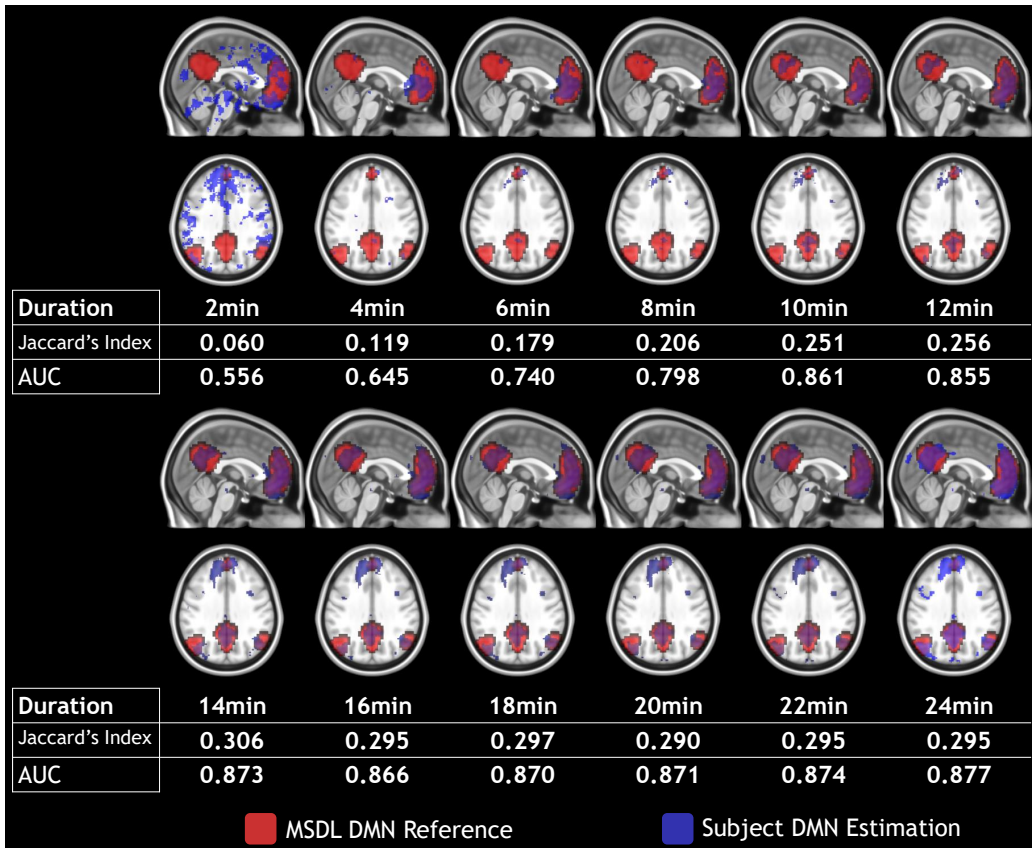 Duration 2min 4min 6min 8min 10min 12min
Jaccard's Index 0.060 0.119 0.179 0.206 0.251 0.256
AUC 0.556 0.645 0.740 0.798 0.861 0.855
Duration 14min 16min 18min 20min 22min 24min
Jaccard's Index 0.306 0.295 0.297 0.290 0.295 0.295
AUC 0.873 0.866 0.870 0.871 0.874 0.877
MSDL DMN Reference Subject DMN Estimation